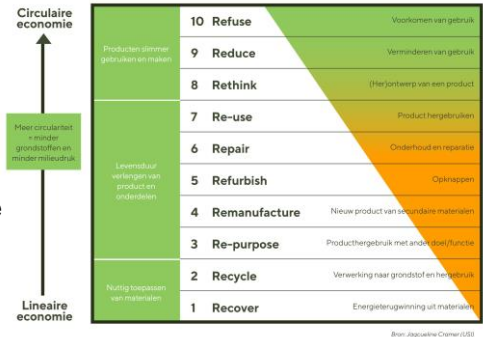 Circulaire
economie
Meer circulariteit
= minder
grondstoffen en
minder milieudruk
Lineaire
economie
e
Producten slimmer
gebruiken en maken
Levensduur
verlengen van
product en
onderdelen
Nuttig toepassen
van materialen
10 Refuse Voorkomen van gebruik
9 Reduce Verminderen van gebruik
8 Rethink (Her)ontwerp van een product
7 Re-use Product hergebruiken
6 Repair Onderhoud en reparatie
5 Refurbish Opknappen
4 Remanufacture Nieuw product van secundaire materialen
3 Re-purpose Producthergebruik met ander doel/functie
2 Recycle Verwerking naar grondstof en hergebruik
1 Recover Energieterugwinning uit materialen
Bron: Jacqueline Cramer (USI)